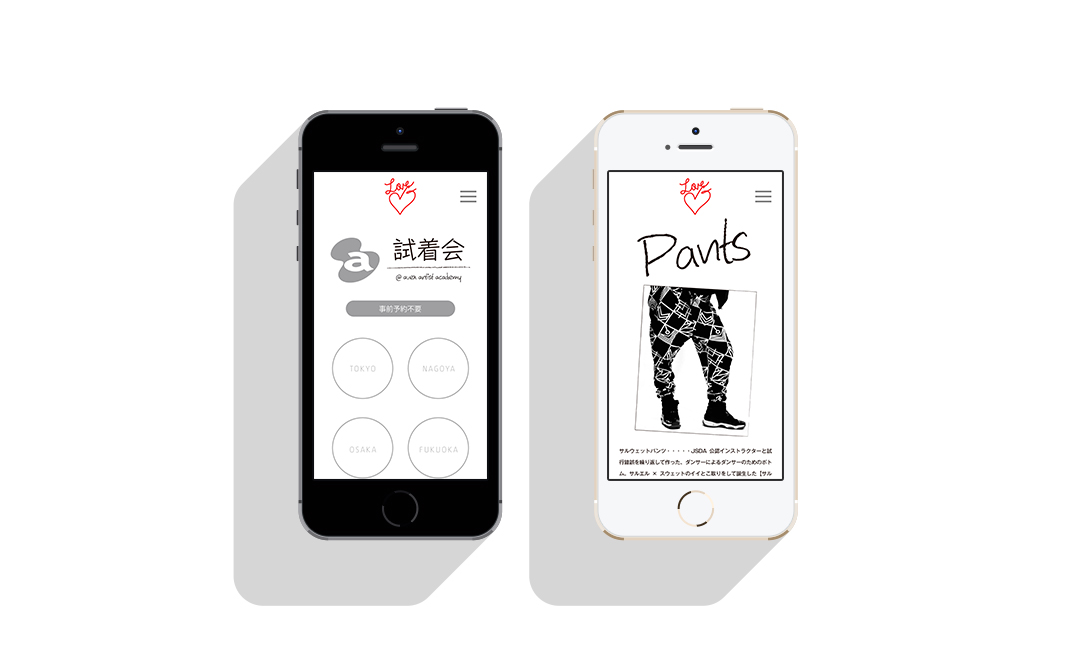 Love
試着会
@ avex artist academy
事前予約不要
TOKYO
NAGOYA
OSAKA
FUKUOKA
Love
Pants
サルウェットパンツ・・・・・JSDA 公認インストラクターと試
行錯誤を繰り返して作った、ダンサーによるダンサーのためのボト
ム。サルエル × スウェットのイイとこ取りをして誕生した【サル